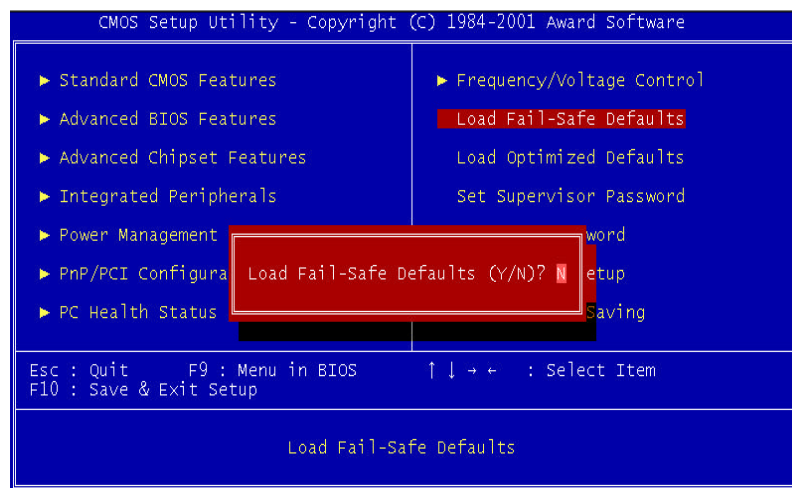 CMOS Setup Utility - Copyright (C) 1984-2001 Award Software
► Standard CMOS Features
► Advanced BIOS Features
► Advanced Chipset Features
► Integrated Peripherals
► Power Management
► PnP/PCI Configura
► PC Health Status
► Frequency/Voltage Control
Load Fail-Safe Defaults
Load Optimized Defaults
Set Supervisor Password
word
etup
Saving
Load Fail-Safe Defaults (Y/N)? N
Esc : Quit F9 : Menu in BIOS ↑ ↓ → ← : Select Item
F10 : Save & Exit Setup
Load Fail-Safe Defaults